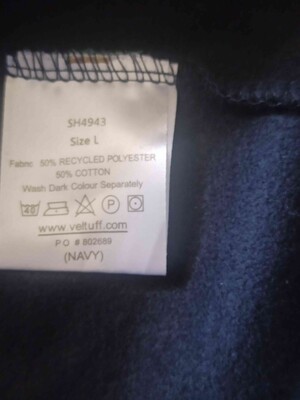 SH4943
Size L
Fabric 50% RECYCLED POLYESTER
50% COTTON
Wash Dark Colour Separately
40 P
www.veltuff.com
P O # 802689
(NAVY)